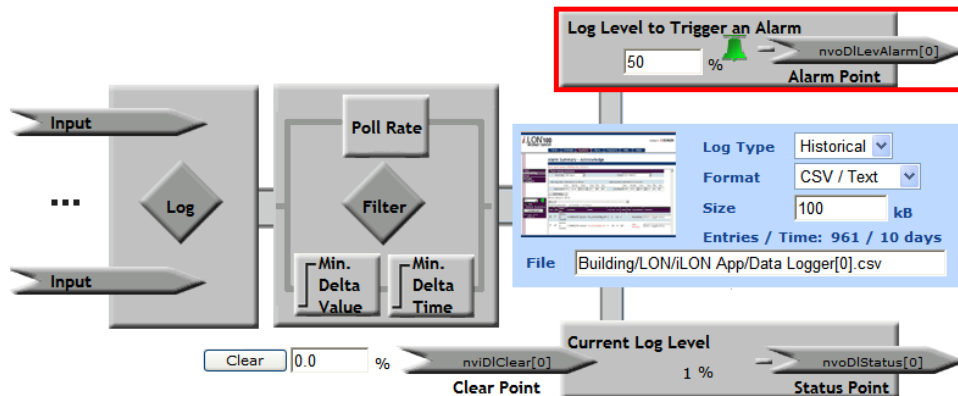 Log Level to Trigger an Alarm
50 %
nvoDlLevAlarm[0]
Alarm Point
Input
Poll Rate
Log Type Historical
Format CSV / Text
Size 100 kB
Entries / Time: 961 / 10 days
File Building/LON/iLON App/Data Logger[0].csv
...
Log
Filter
Input
Min. Delta Value
Min. Delta Time
Current Log Level
1 %
Clear 0.0 %
nviDlClear[0]
Clear Point
nvoDlStatus[0]
Status Point